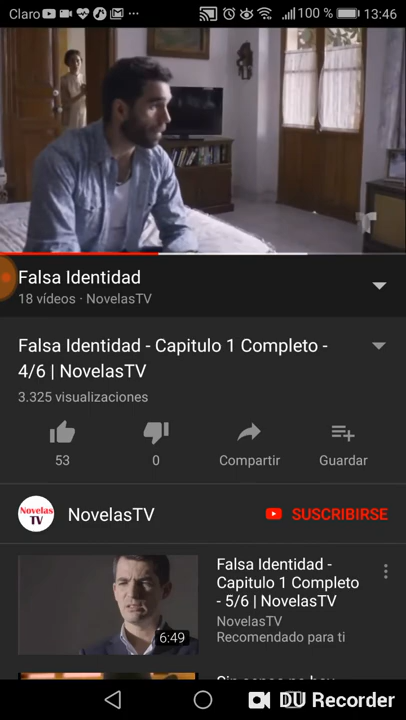 Claro 100 % 13:46
Falsa Identidad
18 vídeos · NovelasTV
Falsa Identidad - Capitulo 1 Completo -
4/6 | NovelasTV
3.325 visualizaciones
53
0
Compartir
Guardar
Novelas
TV
NovelasTV
SUSCRIBIRSE
Falsa Identidad -
Capitulo 1 Completo
- 5/6 | NovelasTV
NovelasTV
Recomendado para ti
6:49
DU Recorder